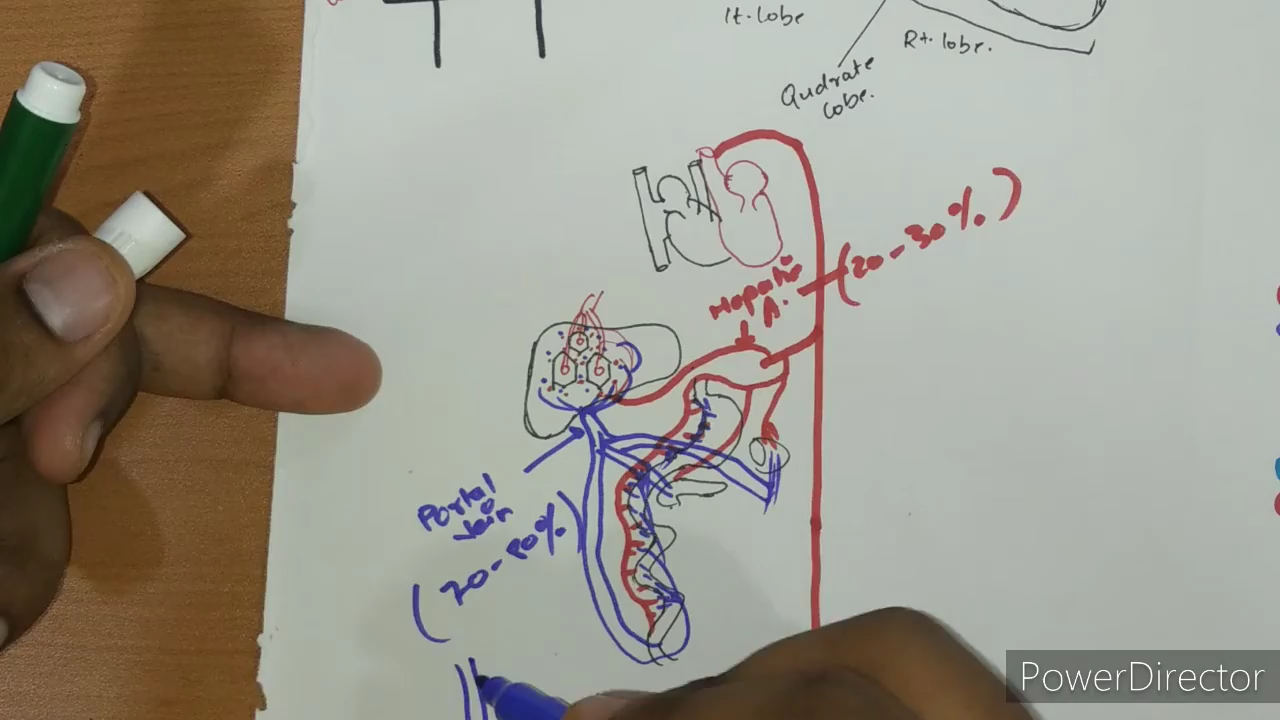 lt. lobe
Rt. lobe.
Qudrate
lobe.
Hepatic
A.
(20-30%)
Portal
vein
(70-80%)
PowerDirector